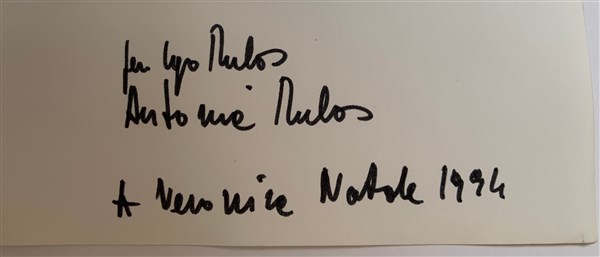 per Ugo Mulas
Antonia Mulas
A Veronica Natale 1994